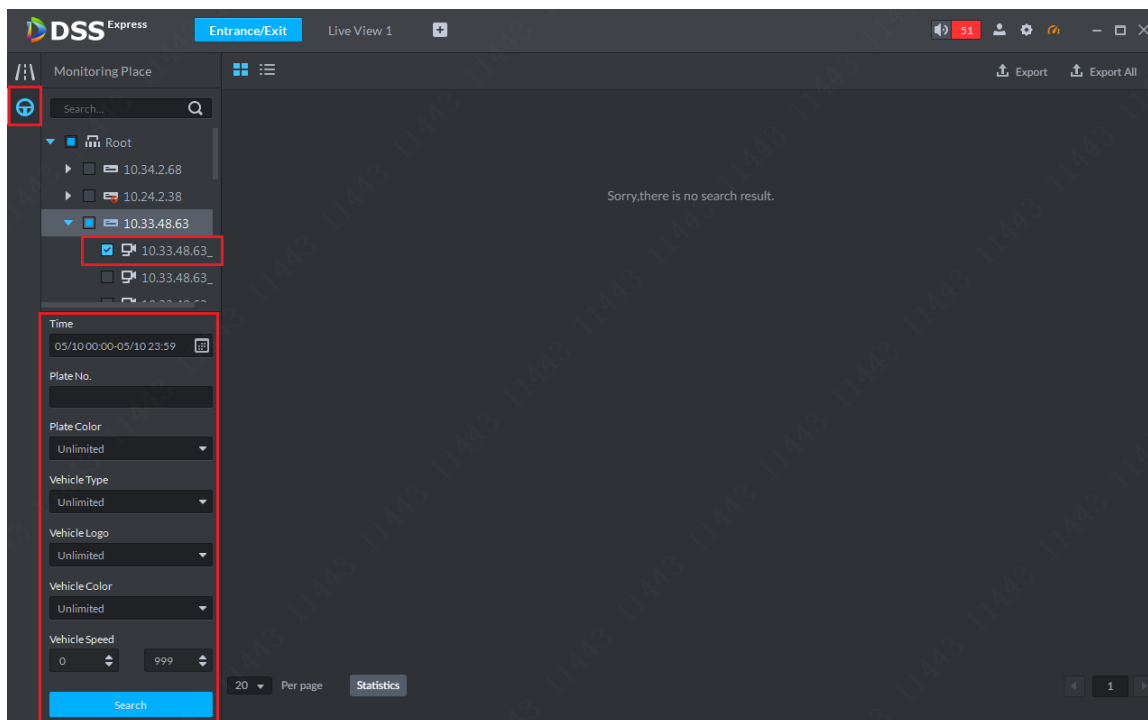 DSS Express
Entrance/Exit
Live View 1
51
Monitoring Place
Export
Export All
Search...
Root
10.34.2.68
10.24.2.38
10.33.48.63
10.33.48.63_
10.33.48.63_
Sorry,there is no search result.
Time
05/10 00:00-05/10 23:59
Plate No.
Plate Color
Unlimited
Vehicle Type
Unlimited
Vehicle Logo
Unlimited
Vehicle Color
Unlimited
Vehicle Speed
0
999
Search
20
Per page
Statistics
1